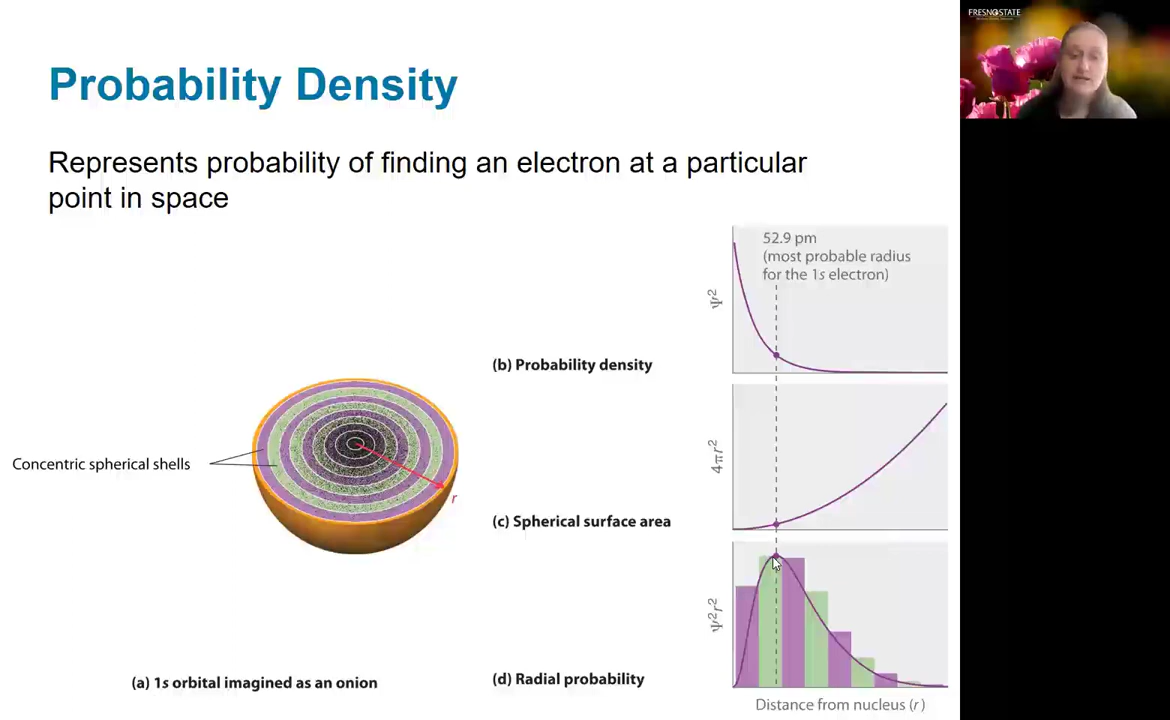 FRESNO STATE
Probability Density
Represents probability of finding an electron at a particular
point in space
52.9 pm
(most probable radius
for the 1s electron)
Ψ²
(b) Probability density
Concentric spherical shells
r
4πr²
(c) Spherical surface area
Ψ²r²
(a) 1s orbital imagined as an onion
(d) Radial probability
Distance from nucleus (r)